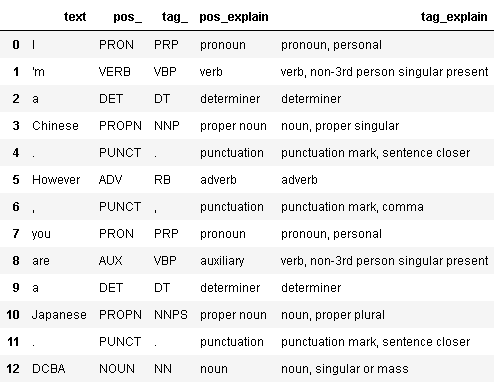 text pos_ tag_ pos_explain tag_explain
0 I PRON PRP pronoun pronoun, personal
1 'm VERB VBP verb verb, non-3rd person singular present
2 a DET DT determiner determiner
3 Chinese PROPN NNP proper noun noun, proper singular
4 . PUNCT . punctuation punctuation mark, sentence closer
5 However ADV RB adverb adverb
6 , PUNCT , punctuation punctuation mark, comma
7 you PRON PRP pronoun pronoun, personal
8 are AUX VBP auxiliary verb, non-3rd person singular present
9 a DET DT determiner determiner
10 Japanese PROPN NNPS proper noun noun, proper plural
11 . PUNCT . punctuation punctuation mark, sentence closer
12 DCBA NOUN NN noun noun, singular or mass